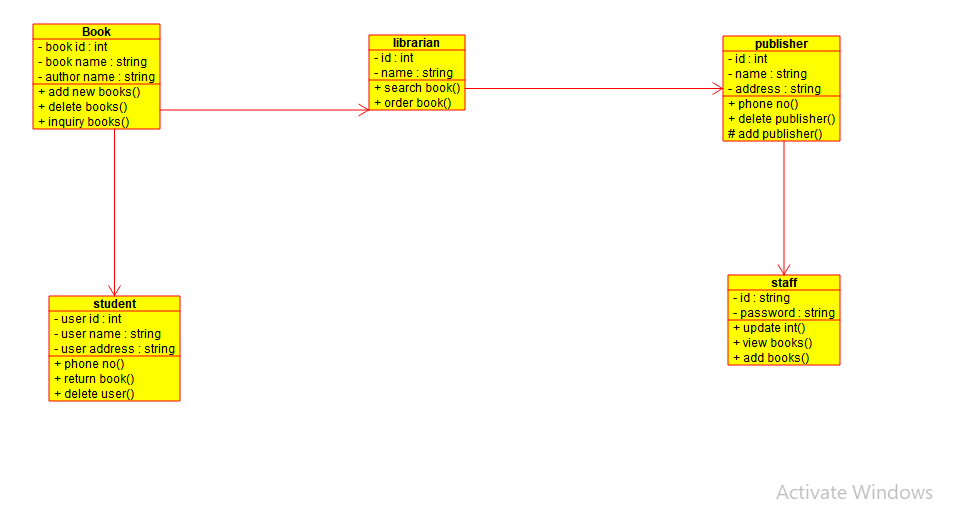 Book
- book id : int
- book name : string
- author name : string
+ add new books()
+ delete books()
+ inquiry books()
librarian
- id : int
- name : string
+ search book()
+ order book()
publisher
- id : int
- name : string
- address : string
+ phone no()
+ delete publisher()
# add publisher()
student
- user id : int
- user name : string
- user address : string
+ phone no()
+ return book()
+ delete user()
staff
- id : string
- password : string
+ update int()
+ view books()
+ add books()
Activate Windows